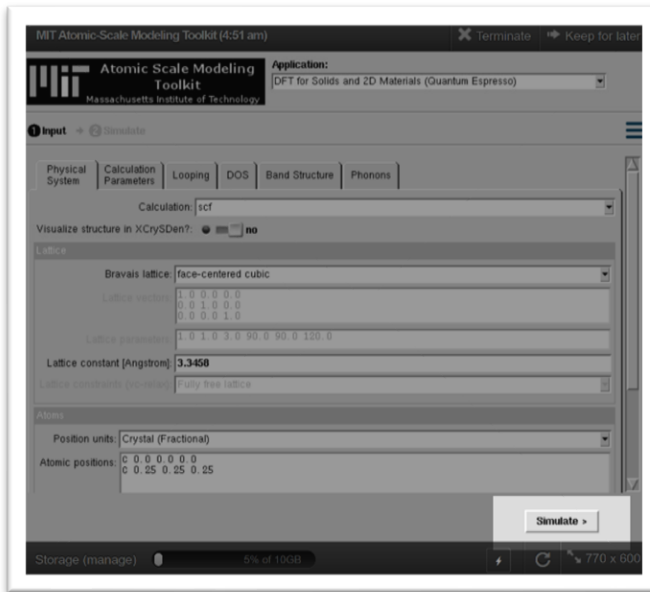 MIT Atomic-Scale Modeling Toolkit (4:51 am)
Terminate
Keep for later
Atomic Scale Modeling
Toolkit
Massachusetts Institute of Technology
Application:
DFT for Solids and 2D Materials (Quantum Espresso)
1 Input → 2 Simulate
Physical System
Calculation Parameters
Looping
DOS
Band Structure
Phonons
Calculation: scf
Visualize structure in XCrySDen?: no
Lattice
Bravais lattice: face-centered cubic
Lattice vectors: 1.0 0.0 0.0
0.0 1.0 0.0
0.0 0.0 1.0
Lattice parameters: 1.0 1.0 3.0 90.0 90.0 120.0
Lattice constant [Angstrom]: 3.3450
Lattice constraints (vc-relax): Fully free lattice
Atoms
Position units: Crystal (Fractional)
Atomic positions: C 0.0 0.0 0.0
C 0.25 0.25 0.25
Simulate >
Storage (manage)
5% of 10GB
770 x 600